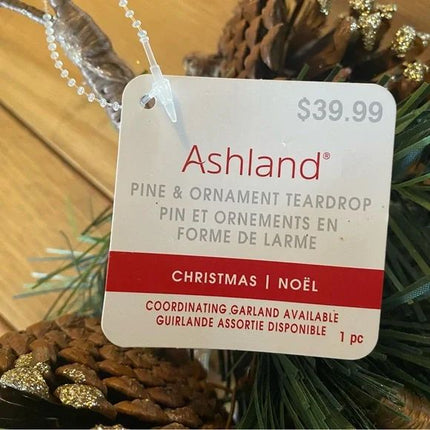 $39.99
Ashland®
PINE & ORNAMENT TEARDROP
PIN ET ORNEMENTS EN
FORME DE LARME
CHRISTMAS | NOËL
COORDINATING GARLAND AVAILABLE
GUIRLANDE ASSORTIE DISPONIBLE
1 pc